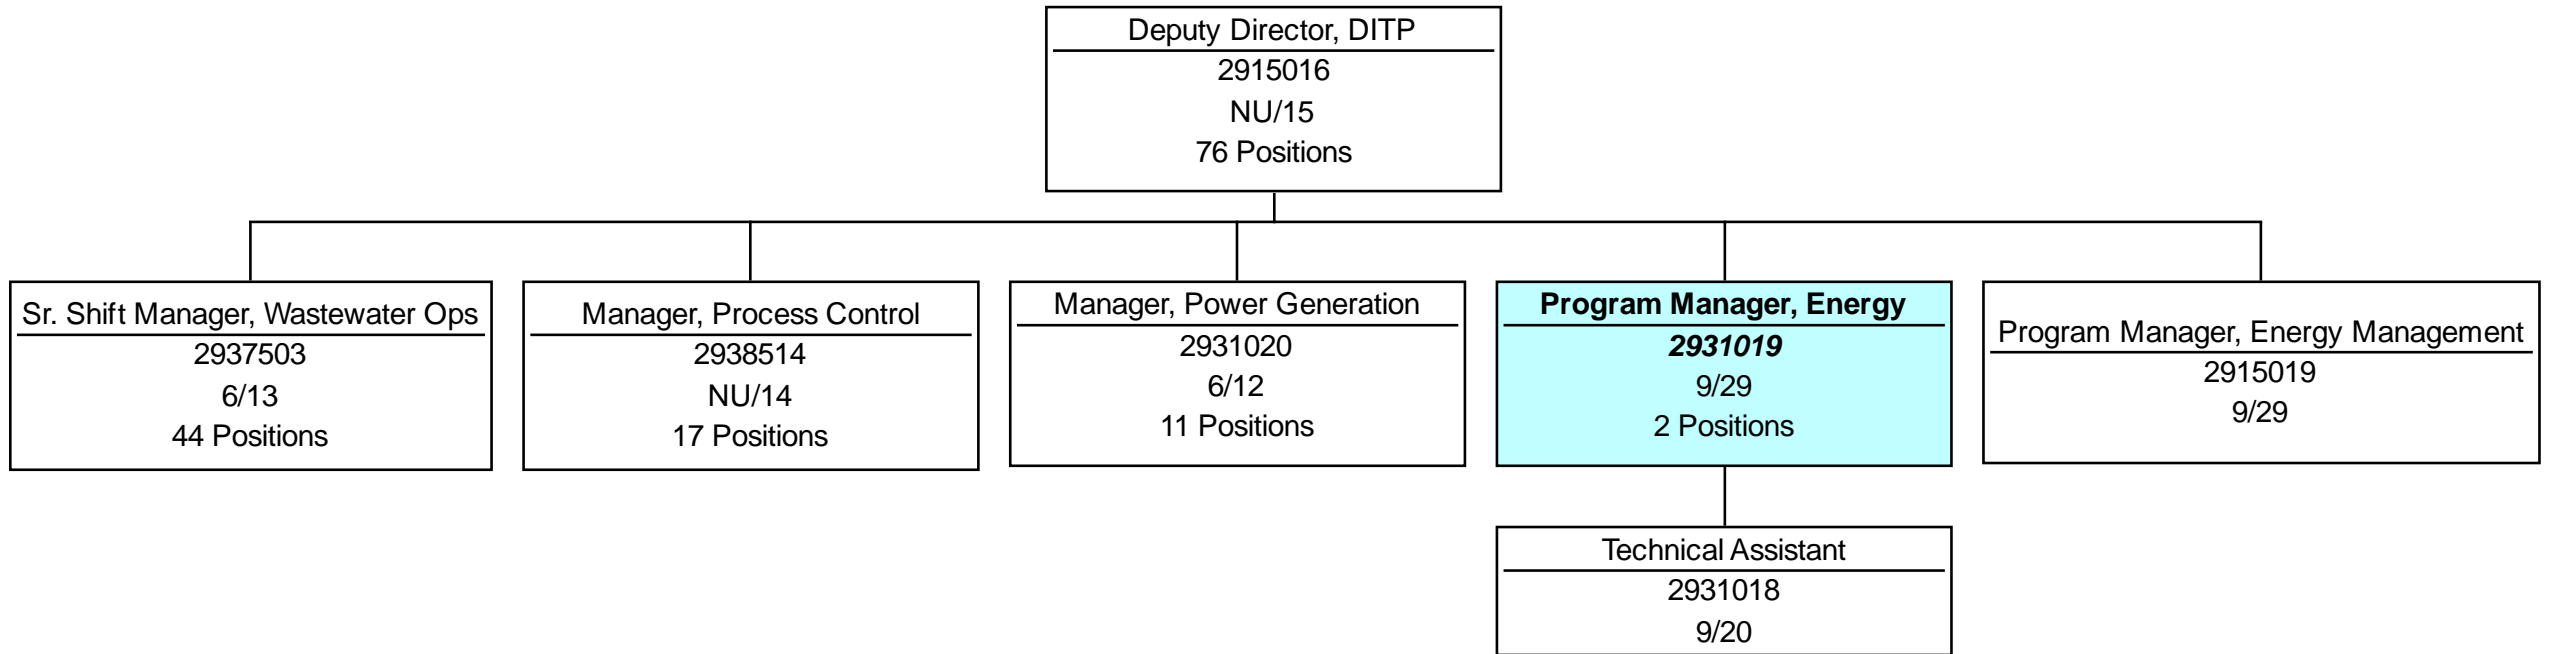 Deputy Director, DITP
2915016
NU/15
76 Positions
Sr. Shift Manager, Wastewater Ops
2937503
6/13
44 Positions
Manager, Process Control
2938514
NU/14
17 Positions
Manager, Power Generation
2931020
6/12
11 Positions
Program Manager, Energy
2931019
9/29
2 Positions
Program Manager, Energy Management
2915019
9/29
Technical Assistant
2931018
9/20